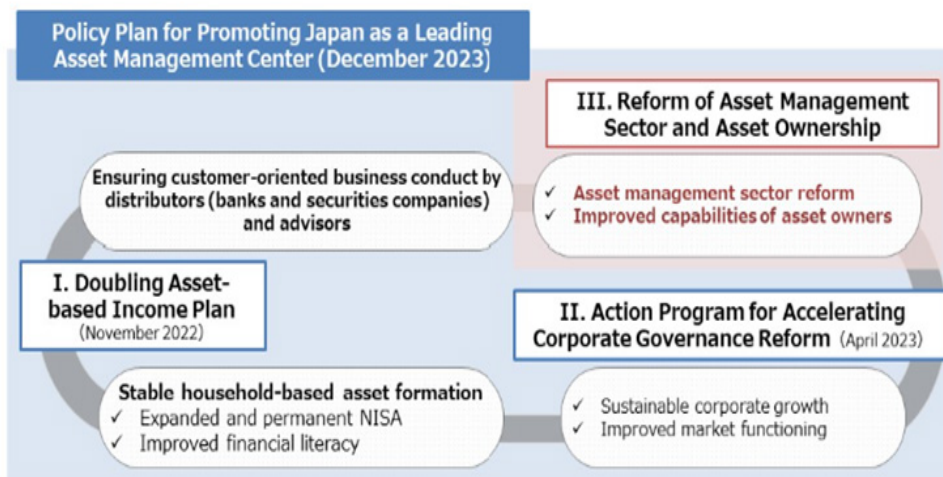 Policy Plan for Promoting Japan as a Leading
Asset Management Center (December 2023)
III. Reform of Asset Management
Sector and Asset Ownership
Ensuring customer-oriented business conduct by
distributors (banks and securities companies)
and advisors
✓ Asset management sector reform
✓ Improved capabilities of asset owners
I. Doubling Asset-
based Income Plan
(November 2022)
II. Action Program for Accelerating
Corporate Governance Reform (April 2023)
Stable household-based asset formation
✓ Expanded and permanent NISA
✓ Improved financial literacy
✓ Sustainable corporate growth
✓ Improved market functioning